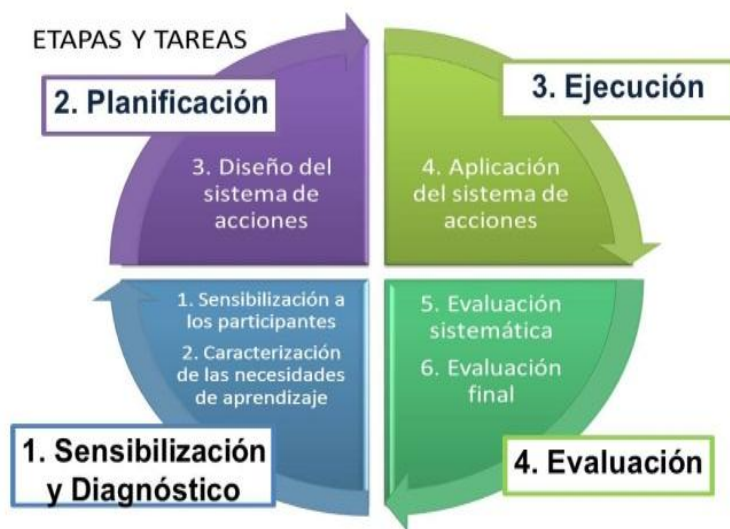 ETAPAS Y TAREAS
2. Planificación
3. Diseño del
sistema de
acciones
3. Ejecución
4. Aplicación
del sistema de
acciones
1. Sensibilización a
los participantes
2. Caracterización
de las necesidades
de aprendizaje
1. Sensibilización
y Diagnóstico
5. Evaluación
sistemática
6. Evaluación
final
4. Evaluación